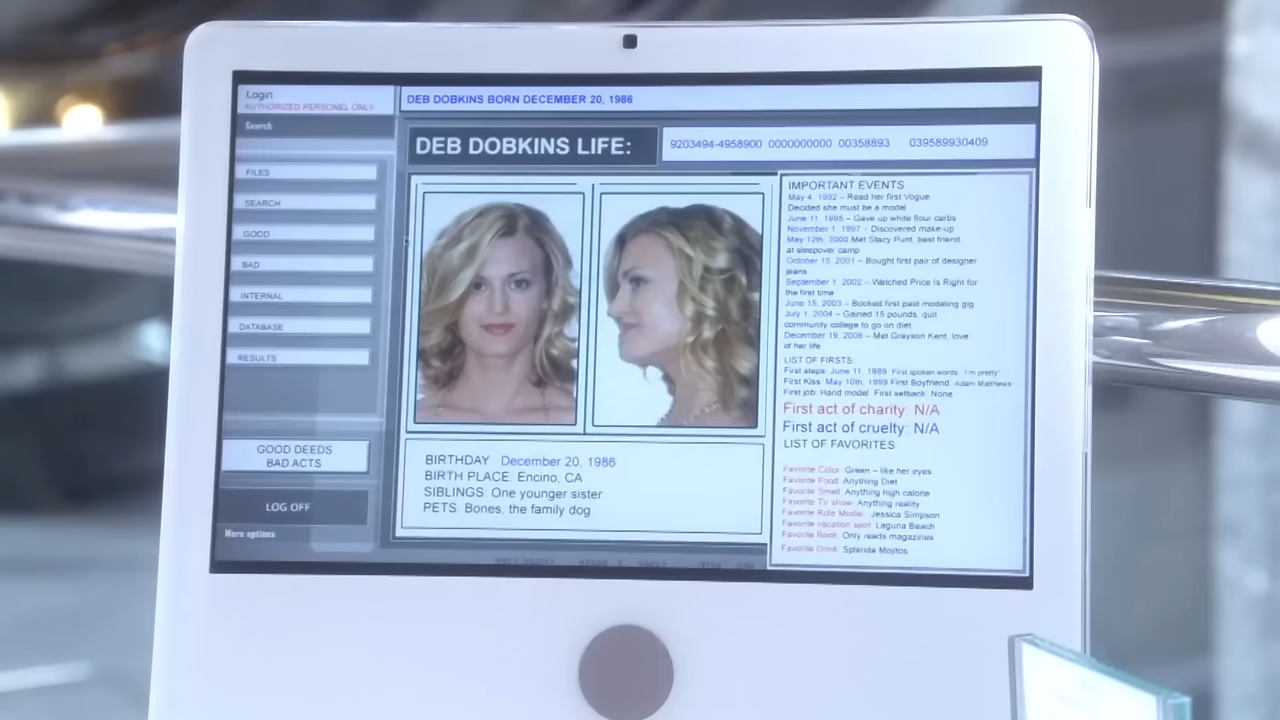 Login
AUTHORIZED PERSONEL ONLY
Search
FILES
SEARCH
GOOD
BAD
INTERNAL
DATABASE
RESULTS
GOOD DEEDS
BAD ACTS
LOG OFF
More options
DEB DOBKINS BORN DECEMBER 20, 1986
DEB DOBKINS LIFE:
9203494-4958900 0000000000 00358893 039589930409
BIRTHDAY December 20, 1986
BIRTH PLACE: Encino, CA
SIBLINGS: One younger sister
PETS: Bones, the family dog
IMPORTANT EVENTS
May 4, 1992 – Read her first Vogue
Decided she must be a model
June 11, 1995 – Gave up white flour carbs
November 1, 1997 – Discovered make-up
May 12th, 2000 Met Stacy Punt, best friend,
at sleepover camp
October 15, 2001 – Bought first pair of designer
jeans
September 1, 2002 – Watched Price is Right for
the first time
June 15, 2003 – Booked first paid modeling gig
July 1, 2004 – Gained 15 pounds, quit
community college to go on diet
December 19, 2006 – Met Grayson Kent, love
of her life
LIST OF FIRSTS:
First steps: June 11, 1989 First spoken words: "I'm pretty"
First Kiss: May 10th, 1999 First Boyfriend: Adam Matthews
First job: Hand model First setback: None
First act of charity: N/A
First act of cruelty: N/A
LIST OF FAVORITES
Favorite Color: Green – like her eyes
Favorite Food: Anything Diet
Favorite Smell: Anything high calorie
Favorite TV show: Anything reality
Favorite Role Model: Jessica Simpson
Favorite vacation spot: Laguna Beach
Favorite Book: Only reads magazines
Favorite Drink: Splenda Mojitos